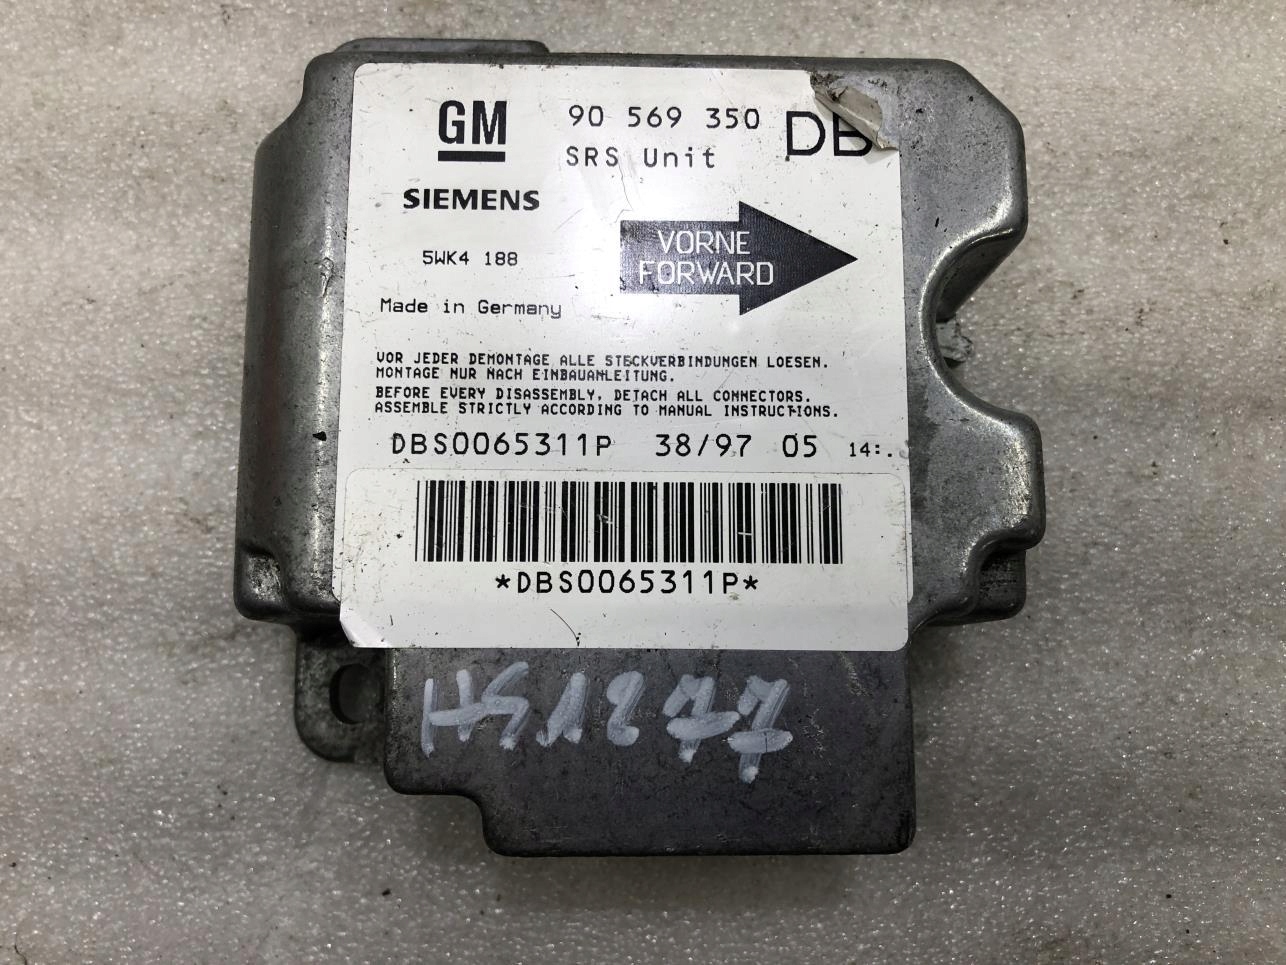 GM 90 569 350 DB
SRS Unit
SIEMENS
VORNE
FORWARD
5WK4 188
Made in Germany
VOR JEDER DEMONTAGE ALLE STECKVERBINDUNGEN LOESEN.
MONTAGE NUR NACH EINBAUANLEITUNG.
BEFORE EVERY DISASSEMBLY, DETACH ALL CONNECTORS.
ASSEMBLE STRICTLY ACCORDING TO MANUAL INSTRUCTIONS.
DBS0065311P 38/97 05 14:.
*DBS0065311P*
HS1277